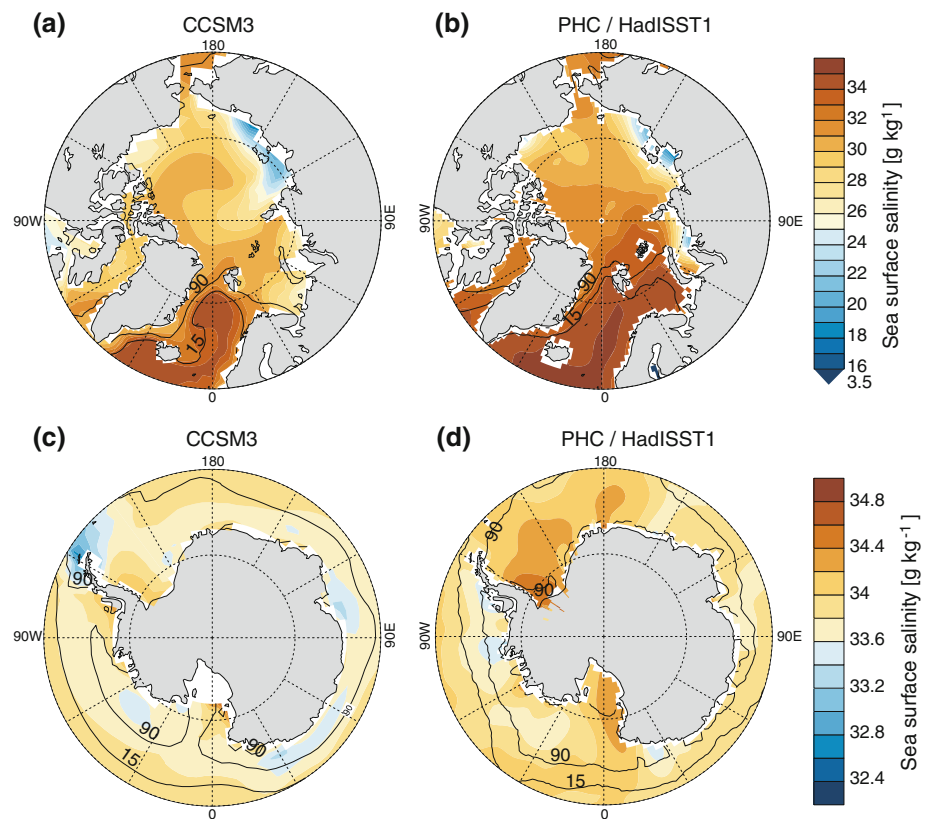 (a) CCSM3
(b) PHC / HadISST1
180
180
90W
90E
90W
90E
90
15
90
15
0
0
34
32
30
28
26
24
22
20
18
16
3.5
Sea surface salinity [g kg-1]
(c) CCSM3
(d) PHC / HadISST1
180
180
90W
90E
90W
90E
90
90
90
15
90
90
90
15
0
0
34.8
34.4
34
33.6
33.2
32.8
32.4
Sea surface salinity [g kg-1]